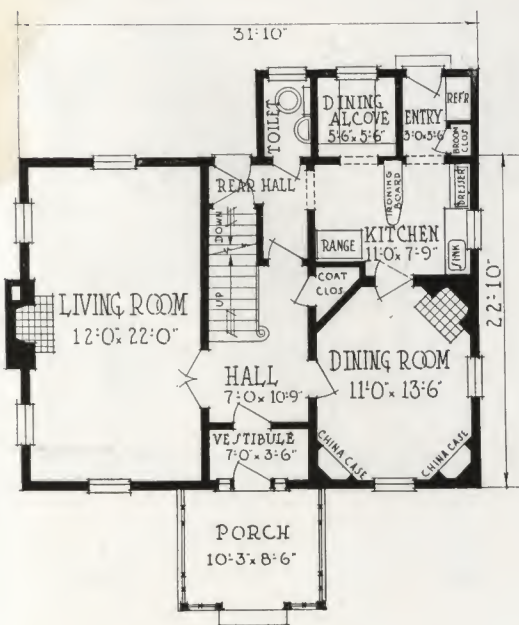 31'-10"
TOILET
DINING
ALCOVE
5'-6"x 5'-6"
ENTRY
3'-0"x 5'-6"
REF'R
BROOM
CLOS
REAR HALL
IRONING
BOARD
DRESSER
DOWN
UP
RANGE
KITCHEN
11'-0"x 7'-9"
SINK
COAT
CLOS.
LIVING ROOM
12'-0"x 22'-0"
22'-10"
DINING ROOM
11'-0"x 13'-6"
HALL
7'-0"x 10'-9"
VESTIBULE
7'-0"x 3'-6"
CHINA CASE
CHINA CASE
PORCH
10'-3"x 8'-6"